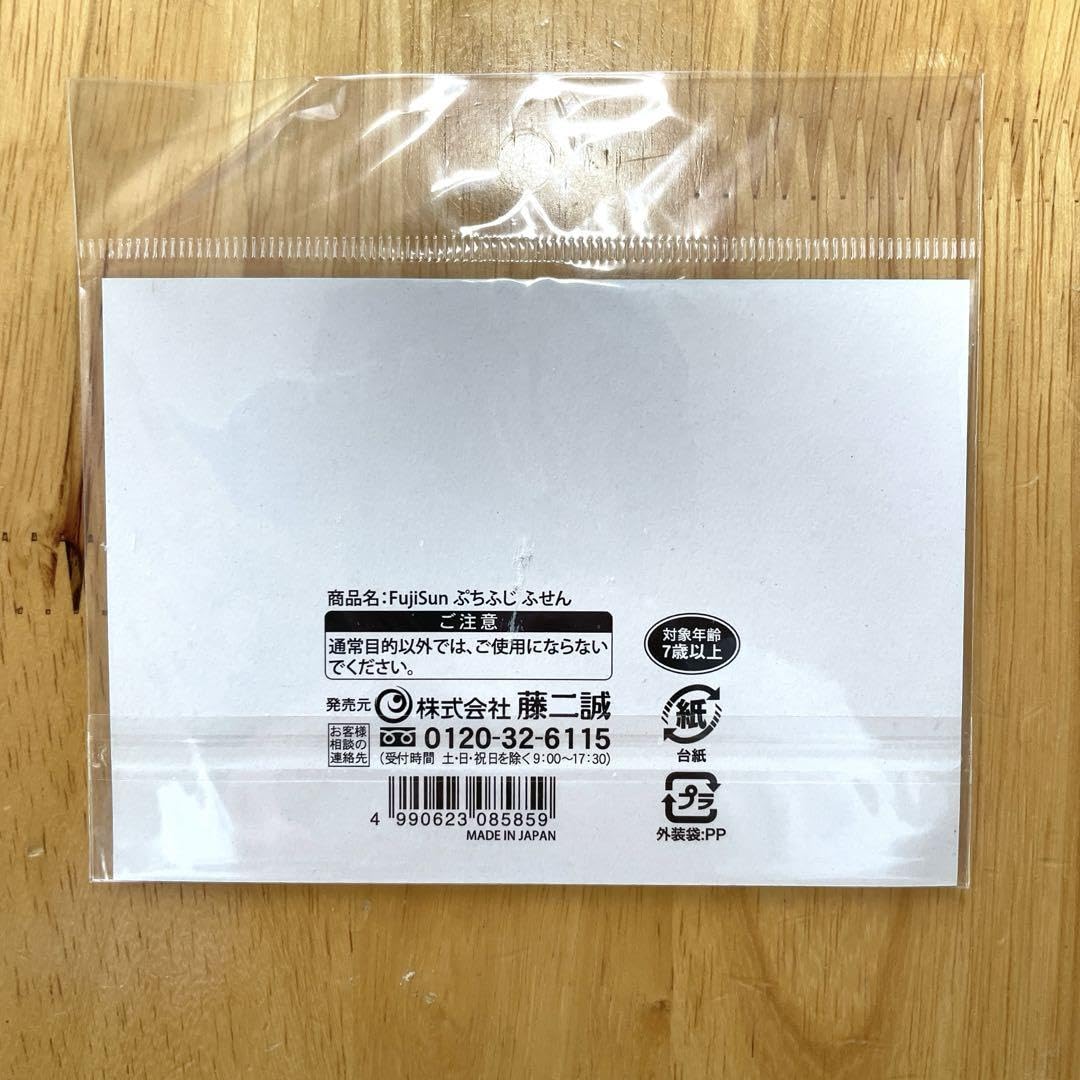 商品名:FujiSun ぷちふじ ふせん
ご注意
通常目的以外では、ご使用にならない
でください。
発売元 株式会社 藤二誠
お客様
相談の
連絡先
0120-32-6115
(受付時間 土・日・祝日を除く9:00〜17:30)
4 990623 085859
MADE IN JAPAN
対象年齢
7歳以上
紙
台紙
プラ
外装袋:PP